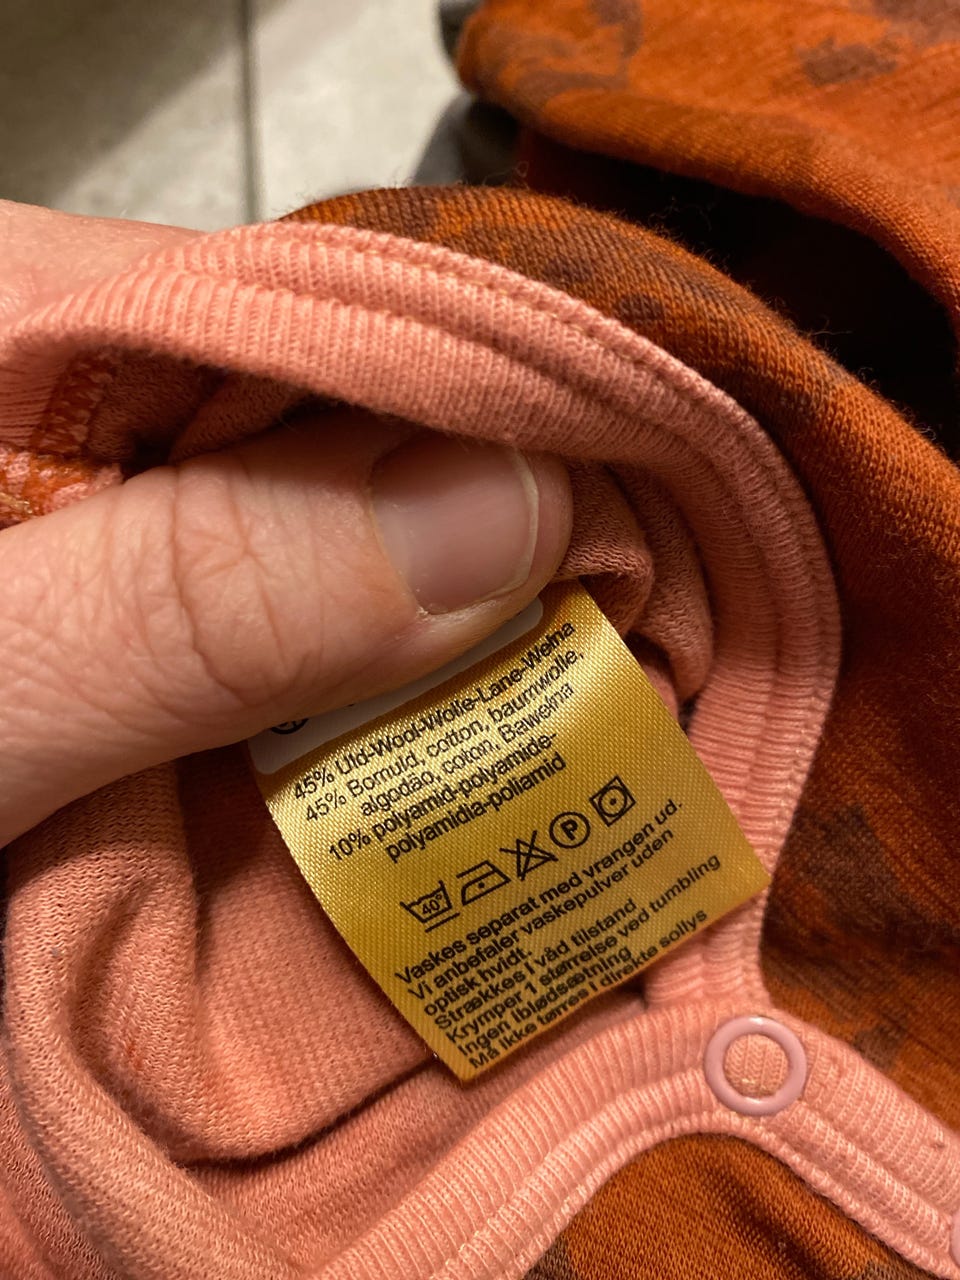 45% Uld-Wool-Wolle-Lane-Welna
45% Bomuld, cotton, baumwolle,
algodão, coton, Bawelna
10% polyamid-polyamide-
polyamidia-poliamid
40° P
Vaskes separat med vrangen ud.
Vi anbefaler vaskepulver uden
optisk hvidt.
Strækkes i våd tilstand
Krymper 1 størrelse ved tumbling
Ingen iblødsætning
Må ikke tørres i direkte sollys